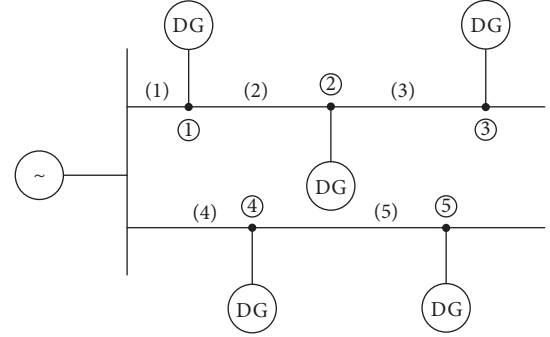 DG DG
(1) (2) ② (3)
① ③
~ DG
(4) ④ (5) ⑤
DG DG